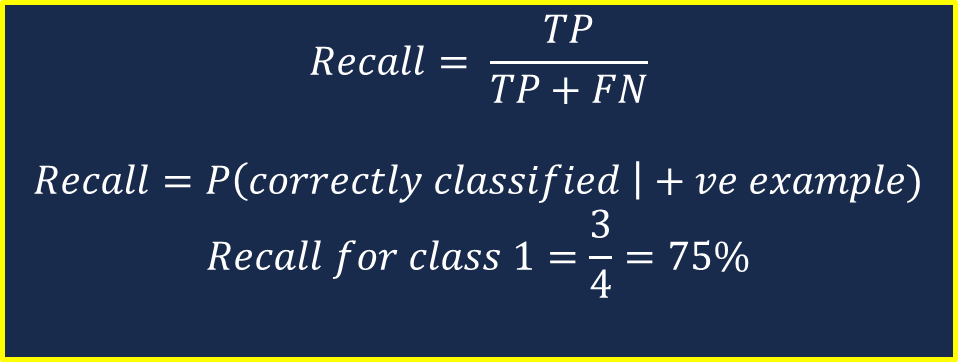 Recall = TP / TP + FN
Recall = P(correctly classified | + ve example)
Recall for class 1 = 3 / 4 = 75%